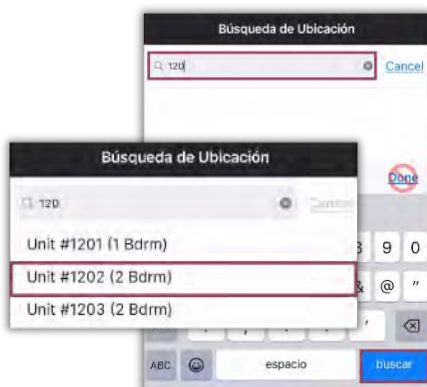 Búsqueda de Ubicación
120
Cancel
Done
9 0
& @ "
ABC espacio buscar
Búsqueda de Ubicación
120
Cancel
Unit #1201 (1 Bdrm)
Unit #1202 (2 Bdrm)
Unit #1203 (2 Bdrm)